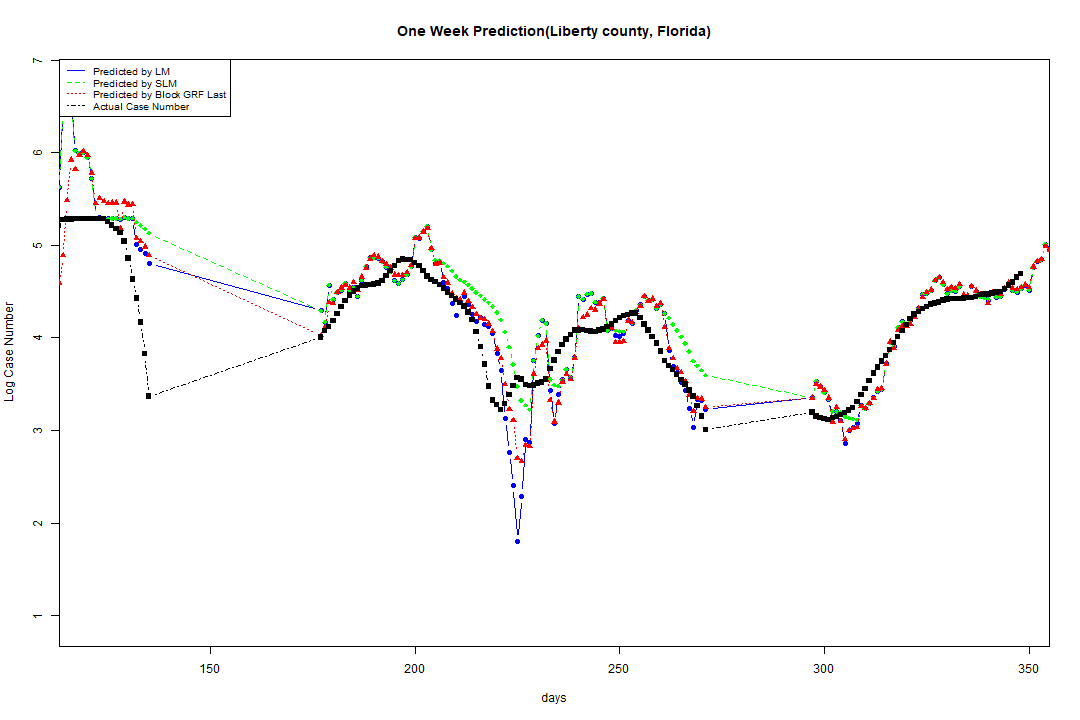 One Week Prediction(Liberty county, Florida)
Predicted by LM
Predicted by SLM
Predicted by Block GRF Last
Actual Case Number
7
6
5
4
3
2
1
Log Case Number
150 200 250 300 350
days